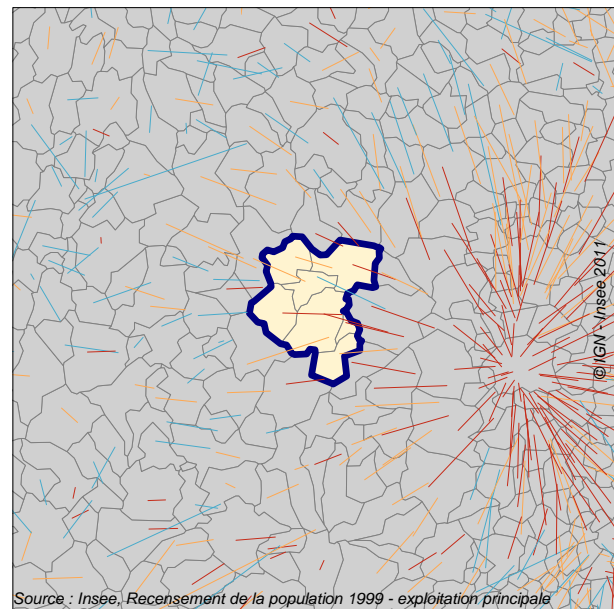 © IGN - Insee 2011
Source : Insee, Recensement de la population 1999 - exploitation principale